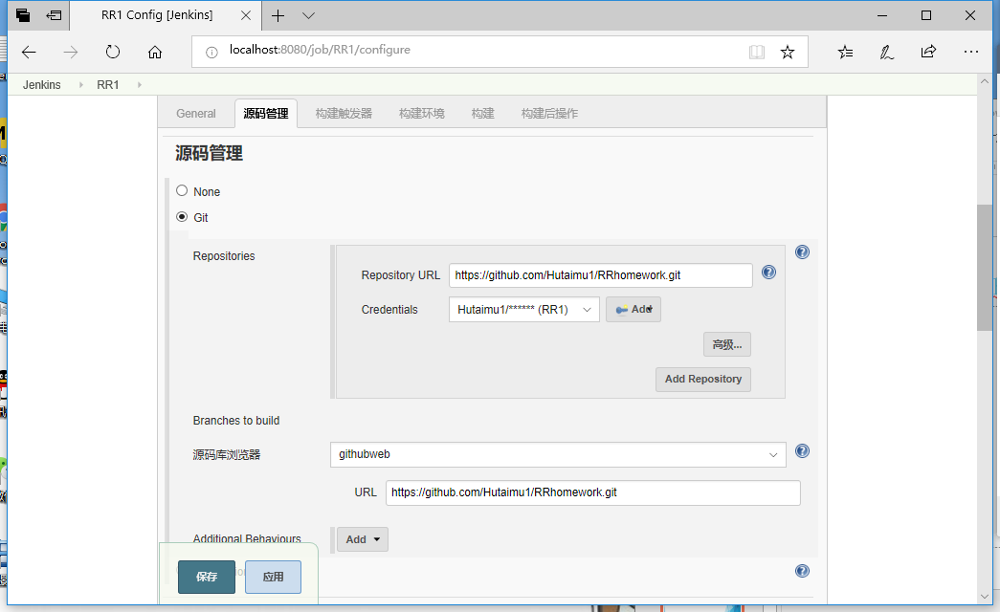 RR1 Config [Jenkins]
localhost:8080/job/RR1/configure
Jenkins RR1
General 源码管理 构建触发器 构建环境 构建 构建后操作
源码管理
None
Git
Repositories
Repository URL https://github.com/Hutaimu1/RRhomework.git
Credentials Hutaimu1/****** (RR1) Add
高级...
Add Repository
Branches to build
源码库浏览器 githubweb
URL https://github.com/Hutaimu1/RRhomework.git
Additional Behaviours Add
保存 应用